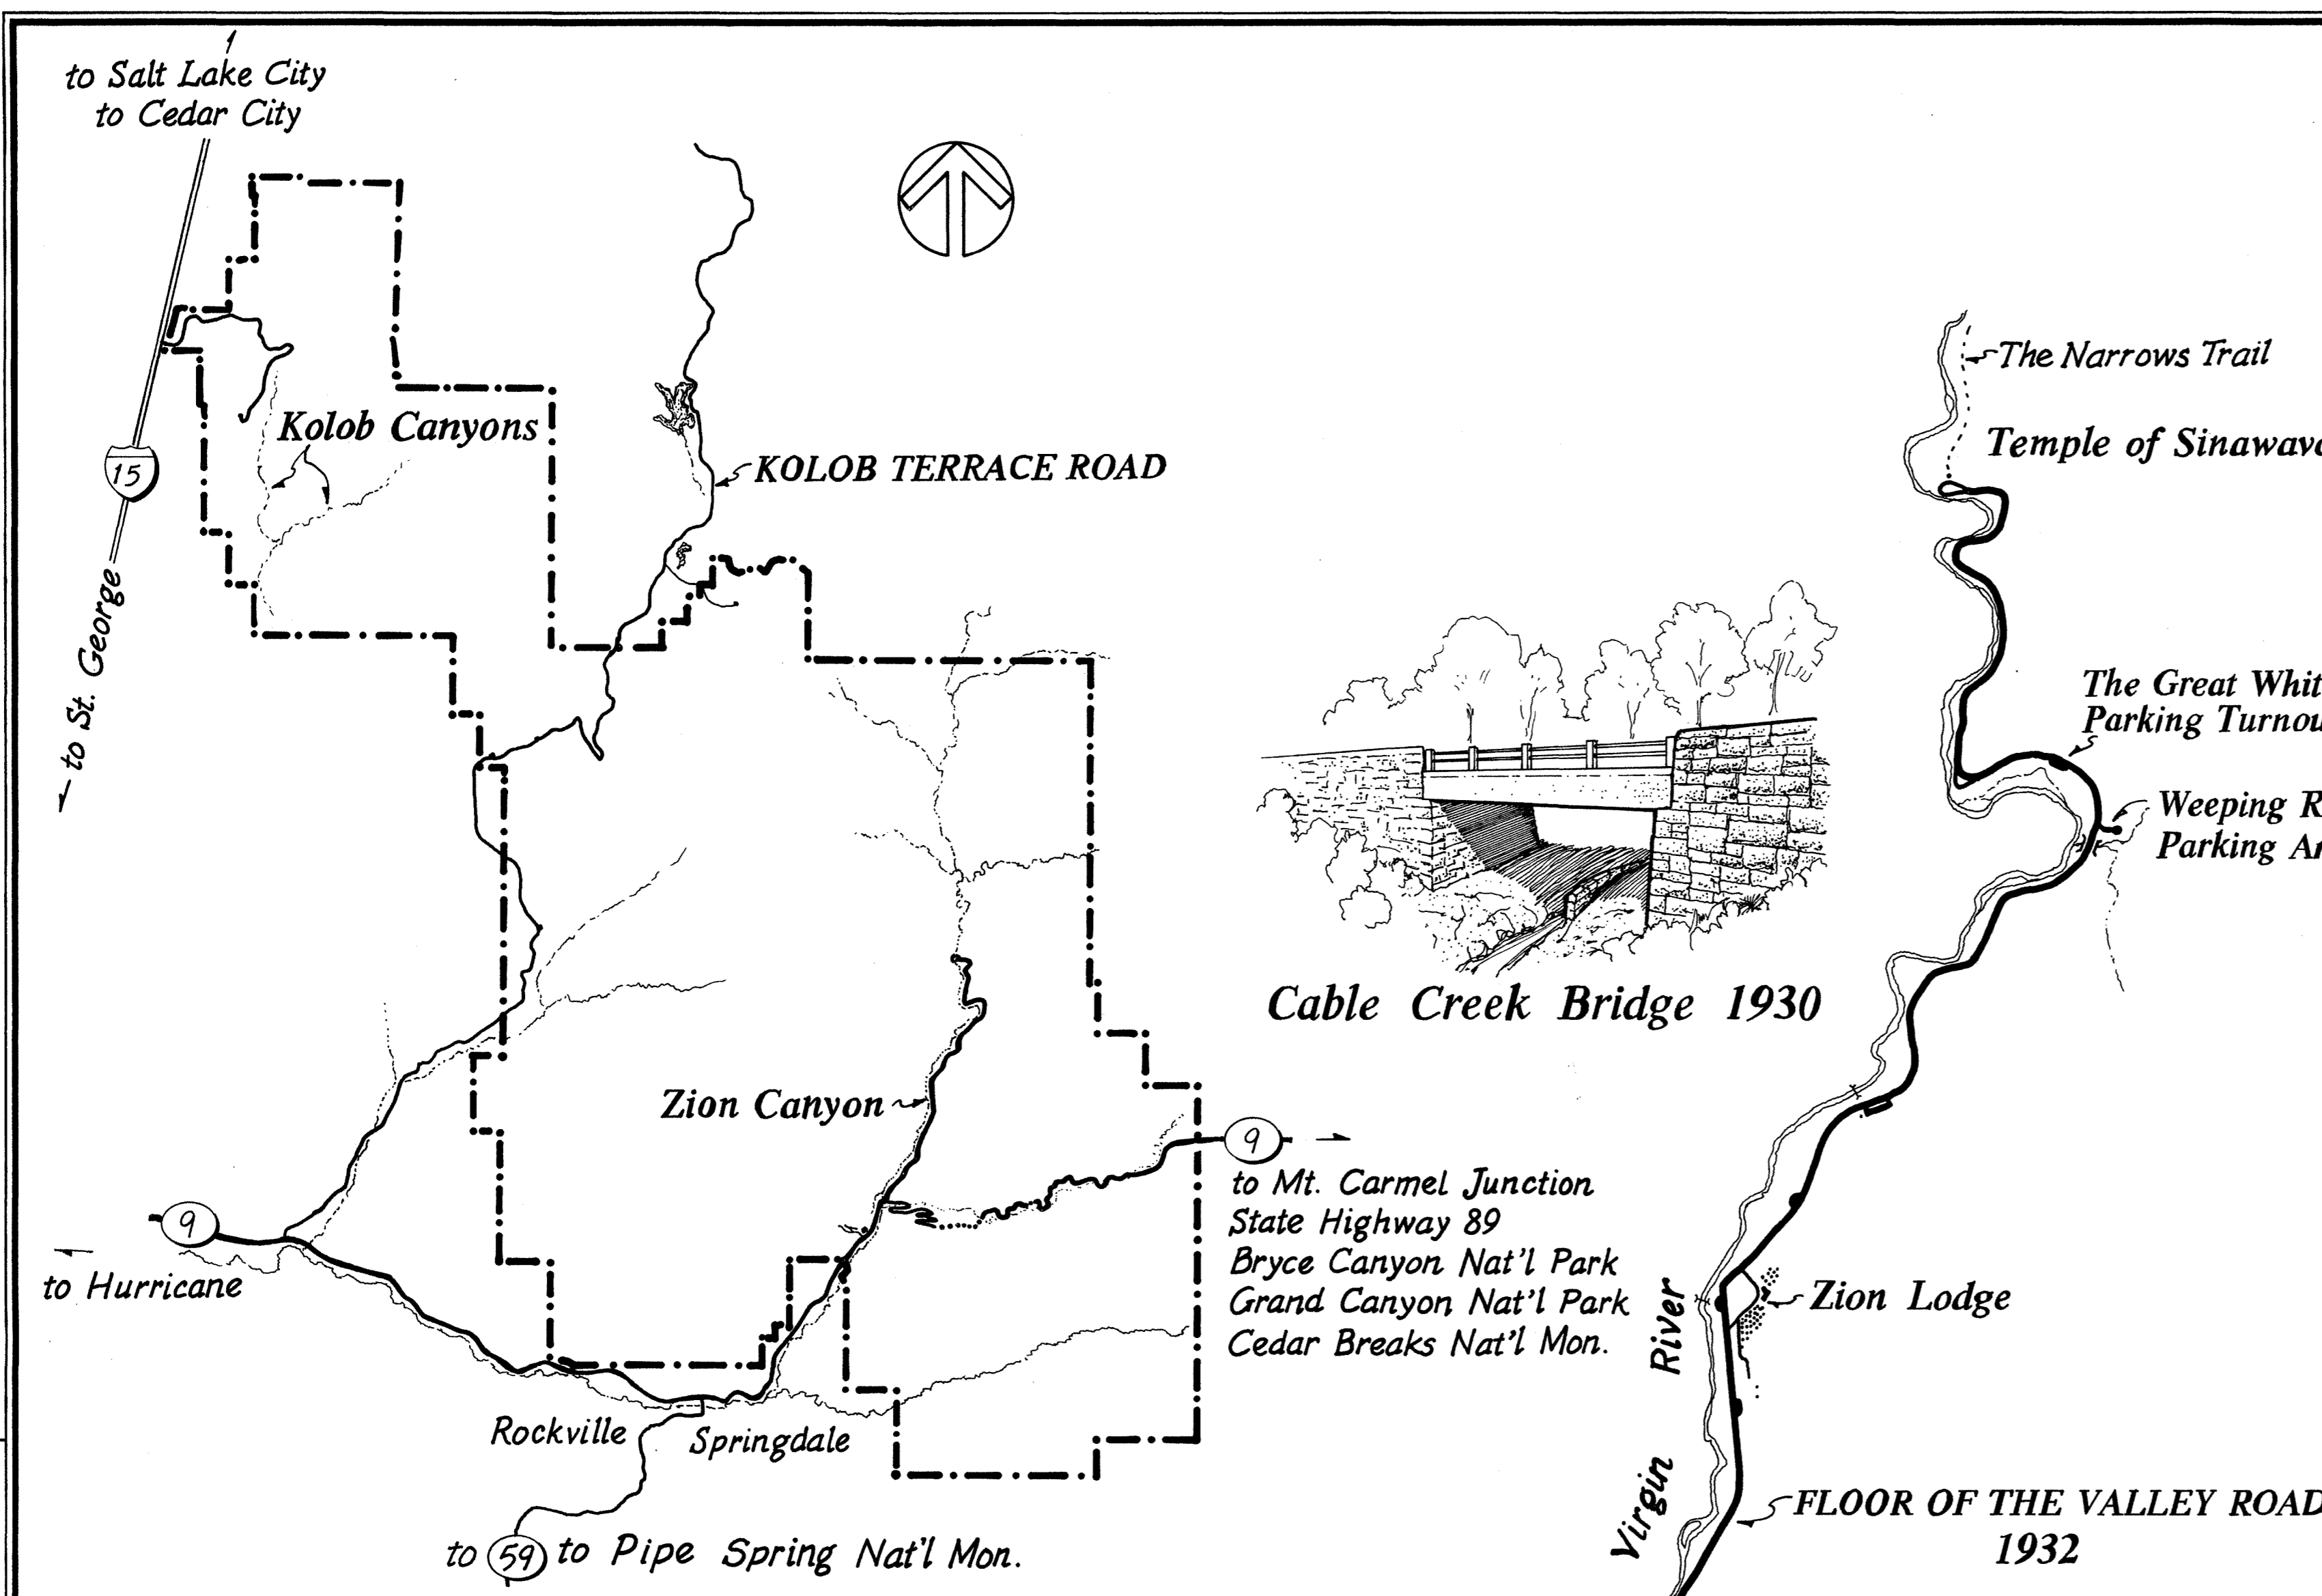 to Salt Lake City
to Cedar City
15
to St. George
Kolob Canyons
KOLOB TERRACE ROAD
Zion Canyon
9
to Hurricane
9
to Mt. Carmel Junction
State Highway 89
Bryce Canyon Nat'l Park
Grand Canyon Nat'l Park
Cedar Breaks Nat'l Mon.
Rockville
Springdale
to 59 to Pipe Spring Nat'l Mon.
Cable Creek Bridge 1930
The Narrows Trail
Temple of
The Great
Parking
Weeping
Parking
Zion Lodge
Virgin River
FLOOR OF THE VALLEY ROAD
1932